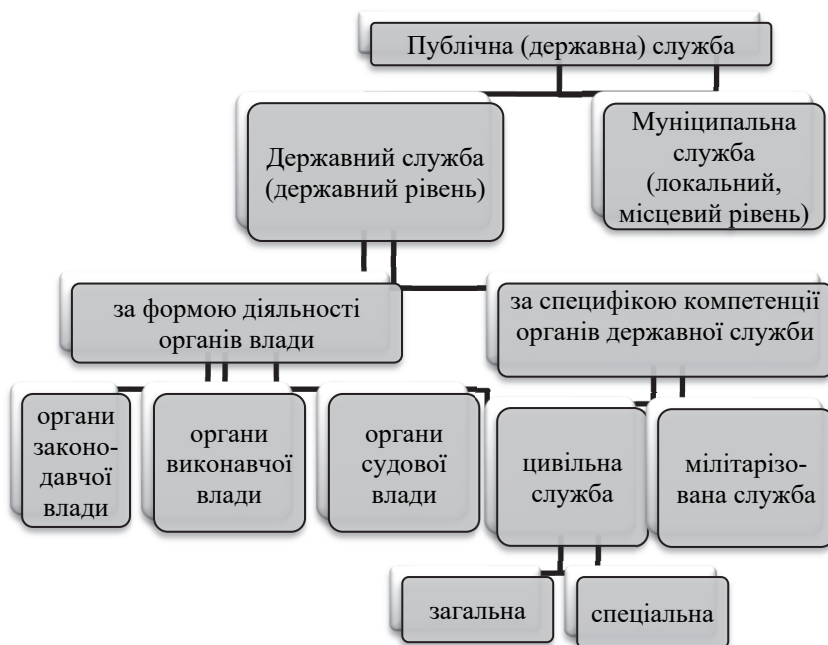 Публічна (державна) служба
Державний служба
(державний рівень)
Муніципальна
служба
(локальний,
місцевий рівень)
за формою діяльності
органів влади
за специфікою компетенції
органів державної служби
органи
законо-
давчої
влади
органи
виконавчої
влади
органи
судової
влади
цивільна
служба
мілітарізо-
вана служба
загальна
спеціальна